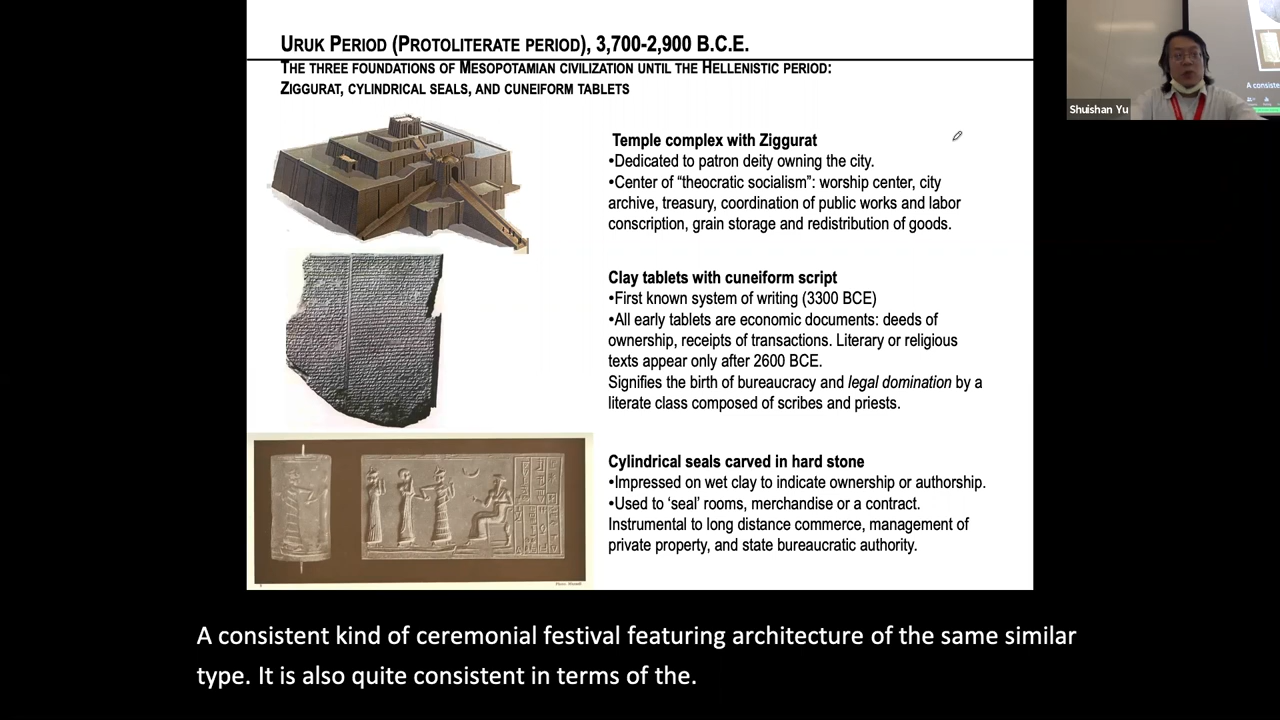 URUK PERIOD (PROTOLITERATE PERIOD), 3,700-2,900 B.C.E.
THE THREE FOUNDATIONS OF MESOPOTAMIAN CIVILIZATION UNTIL THE HELLENISTIC PERIOD:
ZIGGURAT, CYLINDRICAL SEALS, AND CUNEIFORM TABLETS
Temple complex with Ziggurat
•Dedicated to patron deity owning the city.
•Center of “theocratic socialism”: worship center, city
archive, treasury, coordination of public works and labor
conscription, grain storage and redistribution of goods.
Clay tablets with cuneiform script
•First known system of writing (3300 BCE)
•All early tablets are economic documents: deeds of
ownership, receipts of transactions. Literary or religious
texts appear only after 2600 BCE.
Signifies the birth of bureaucracy and legal domination by a
literate class composed of scribes and priests.
Cylindrical seals carved in hard stone
•Impressed on wet clay to indicate ownership or authorship.
•Used to ‘seal’ rooms, merchandise or a contract.
Instrumental to long distance commerce, management of
private property, and state bureaucratic authority.
Shuishan Yu
A consiste
A consistent kind of ceremonial festival featuring architecture of the same similar
type. It is also quite consistent in terms of the.